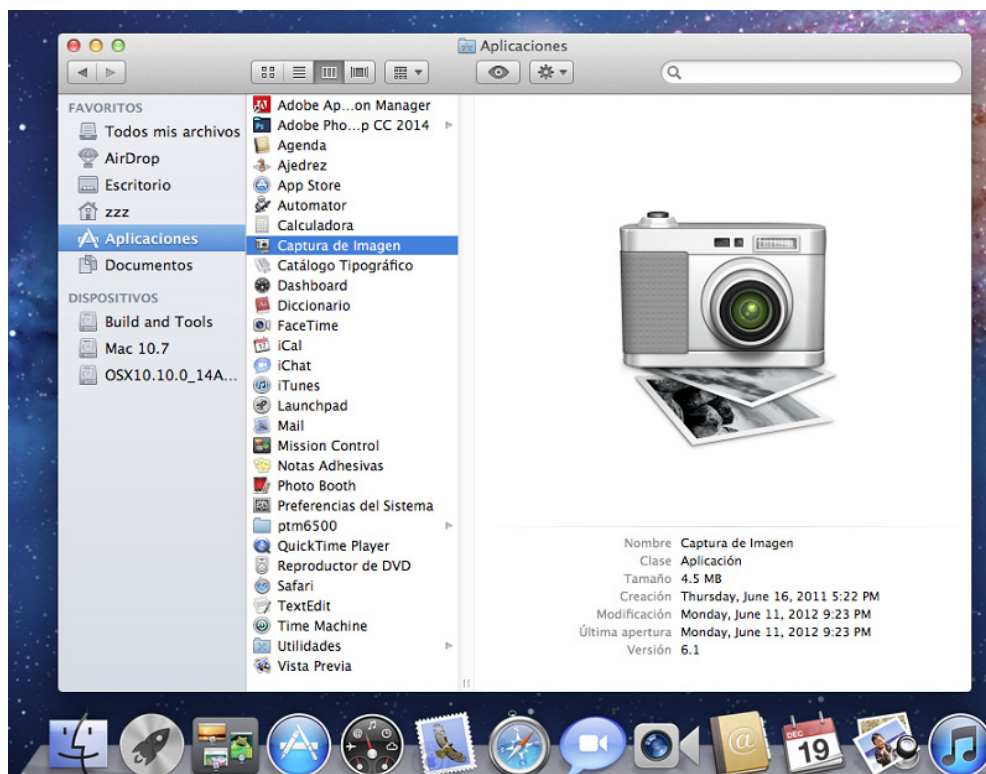 Aplicaciones
FAVORITOS
Todos mis archivos
AirDrop
Escritorio
zzz
Aplicaciones
Documentos
DISPOSITIVOS
Build and Tools
Mac 10.7
OSX10.10.0_14A...
Adobe Ap...on Manager
Adobe Pho...p CC 2014
Agenda
Ajedrez
App Store
Automator
Calculadora
Captura de Imagen
Catálogo Tipográfico
Dashboard
Diccionario
FaceTime
iCal
iChat
iTunes
Launchpad
Mail
Mission Control
Notas Adhesivas
Photo Booth
Preferencias del Sistema
ptm6500
QuickTime Player
Reproductor de DVD
Safari
TextEdit
Time Machine
Utilidades
Vista Previa
Nombre Captura de Imagen
Clase Aplicación
Tamaño 4.5 MB
Creación Thursday, June 16, 2011 5:22 PM
Modificación Monday, June 11, 2012 9:23 PM
Última apertura Monday, June 11, 2012 9:23 PM
Versión 6.1
@
DEC
19